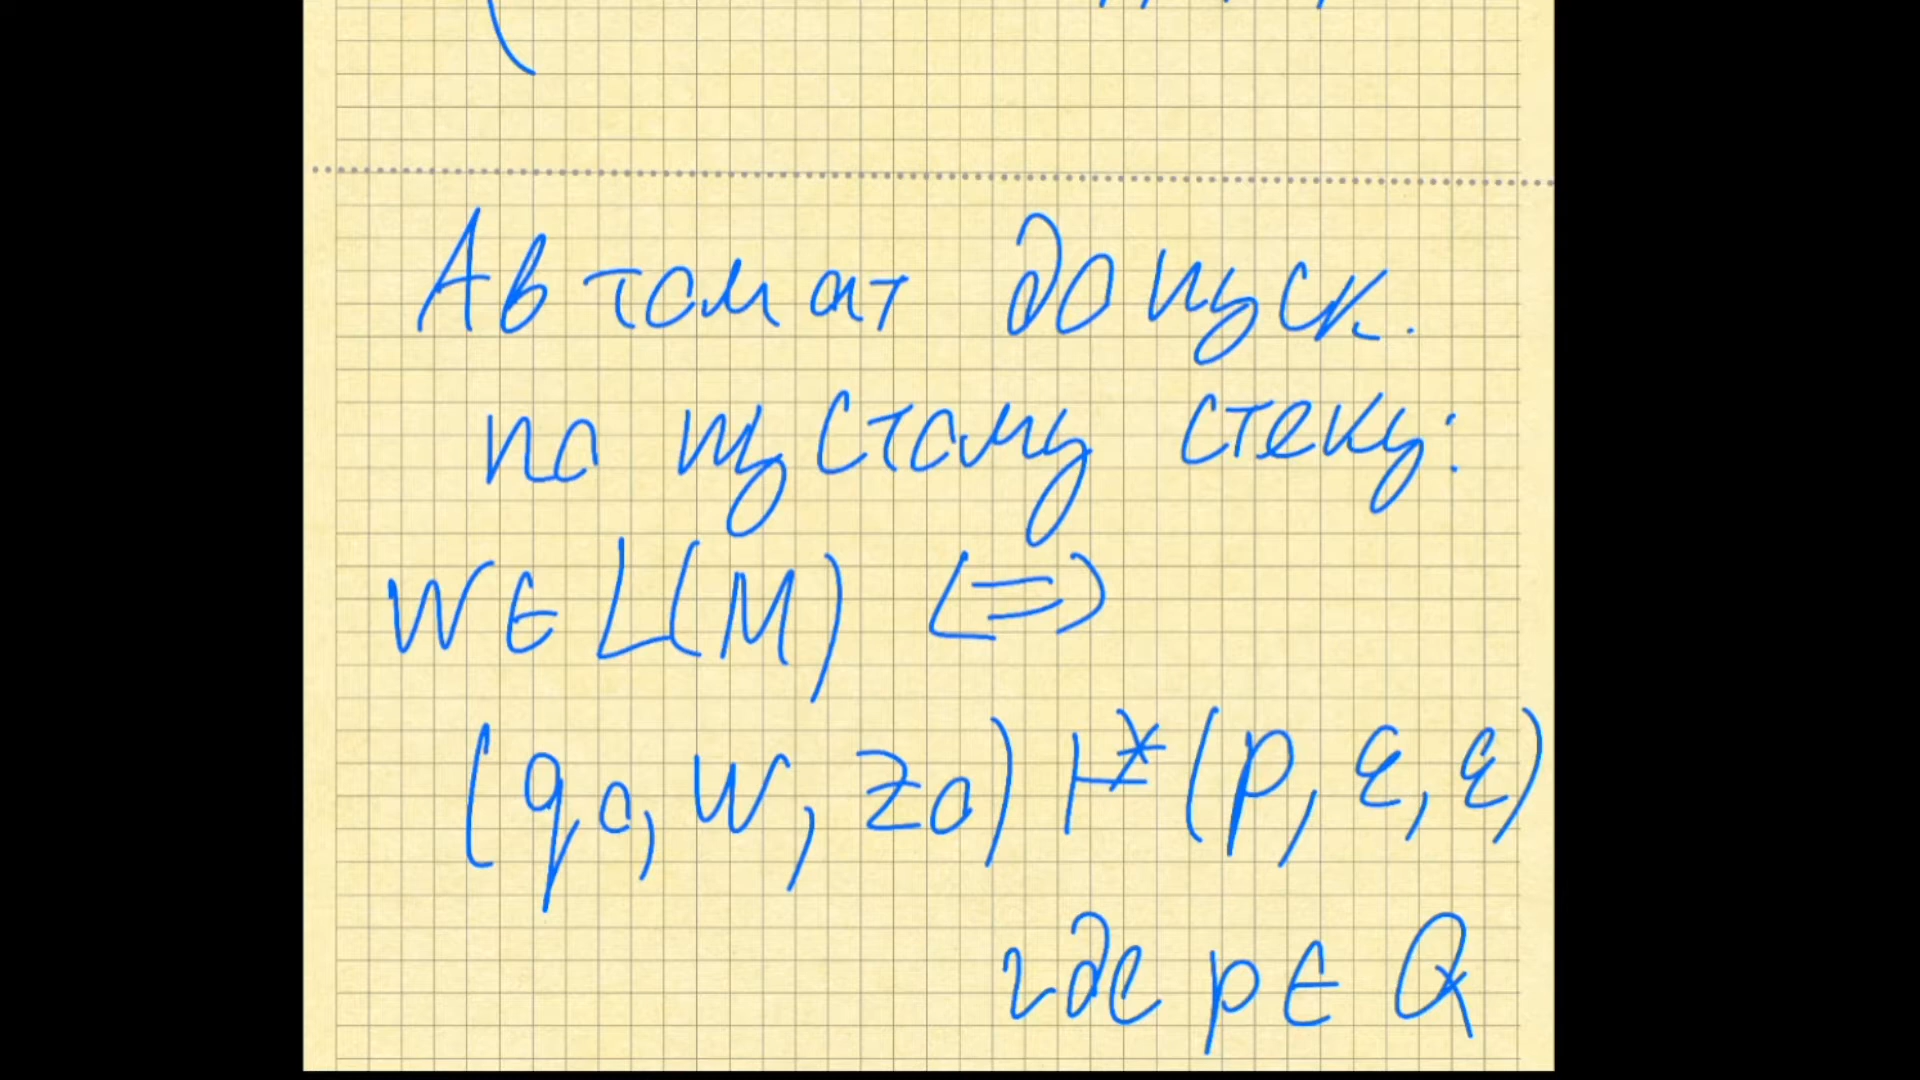 Автомат допуск.
по пустому стеку:
w ∈ L(M) <=>
(q0, w, z0) ⊢* (p, ε, ε)
где p ∈ Q